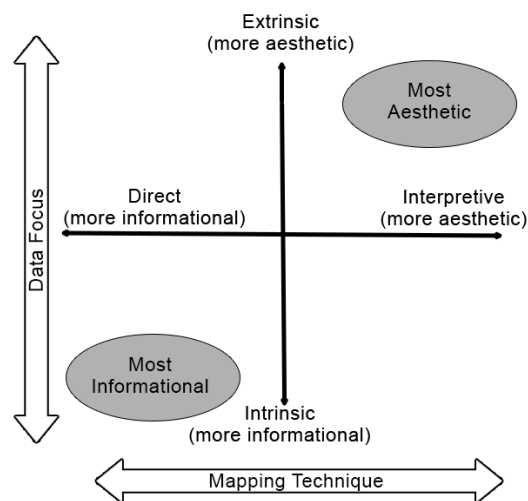 Extrinsic
(more aesthetic)
Most
Aesthetic
Direct
(more informational)
Interpretive
(more aesthetic)
Data Focus
Most
Informational
Intrinsic
(more informational)
Mapping Technique